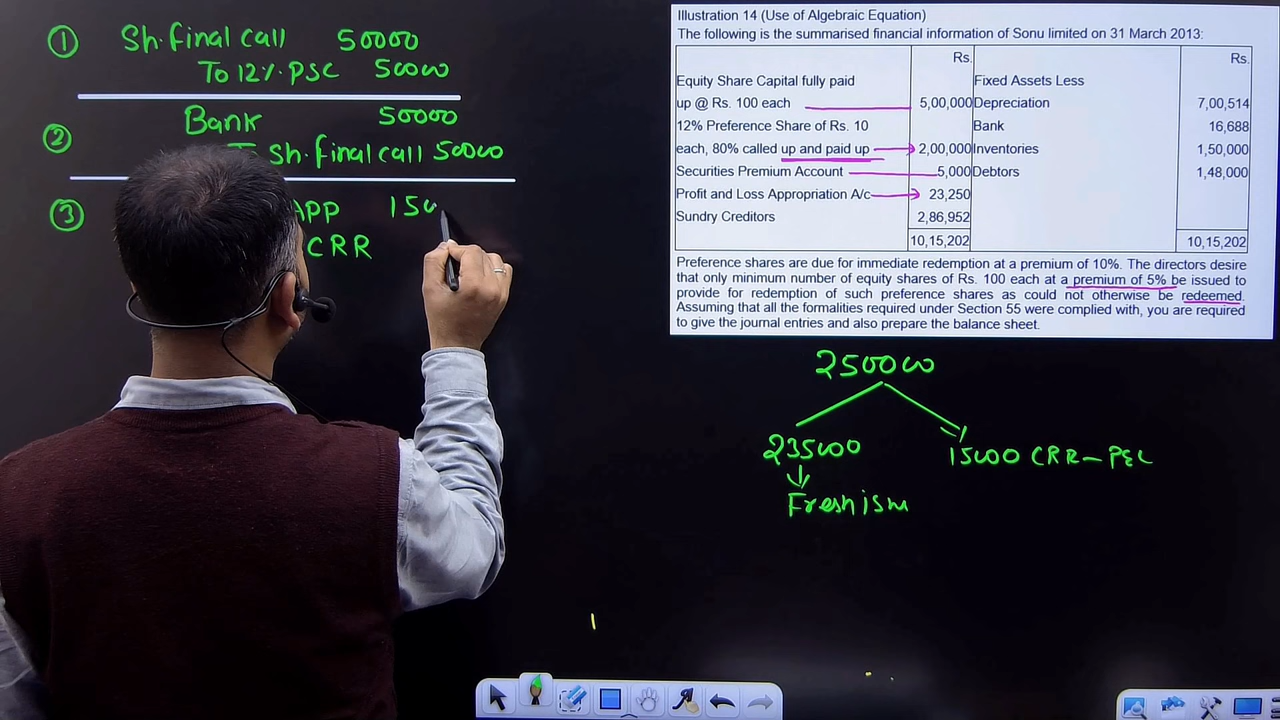 ① Sh. final call 50000
To 12% PSC 50000
② Bank 50000
Sh. final call 50000
③ APP 150
CRR
Illustration 14 (Use of Algebraic Equation)
The following is the summarised financial information of Sonu limited on 31 March 2013:
Rs. Rs.
Equity Share Capital fully paid Fixed Assets Less
up @ Rs. 100 each 5,00,000 Depreciation 7,00,514
12% Preference Share of Rs. 10 Bank 16,688
each, 80% called up and paid up 2,00,000 Inventories 1,50,000
Securities Premium Account 5,000 Debtors 1,48,000
Profit and Loss Appropriation A/c 23,250
Sundry Creditors 2,86,952
10,15,202 10,15,202
Preference shares are due for immediate redemption at a premium of 10%. The directors desire
that only minimum number of equity shares of Rs. 100 each at a premium of 5% be issued to
provide for redemption of such preference shares as could not otherwise be redeemed.
Assuming that all the formalities required under Section 55 were complied with, you are required
to give the journal entries and also prepare the balance sheet.
250000
235000 15000 CRR - P&L
Fresh issu